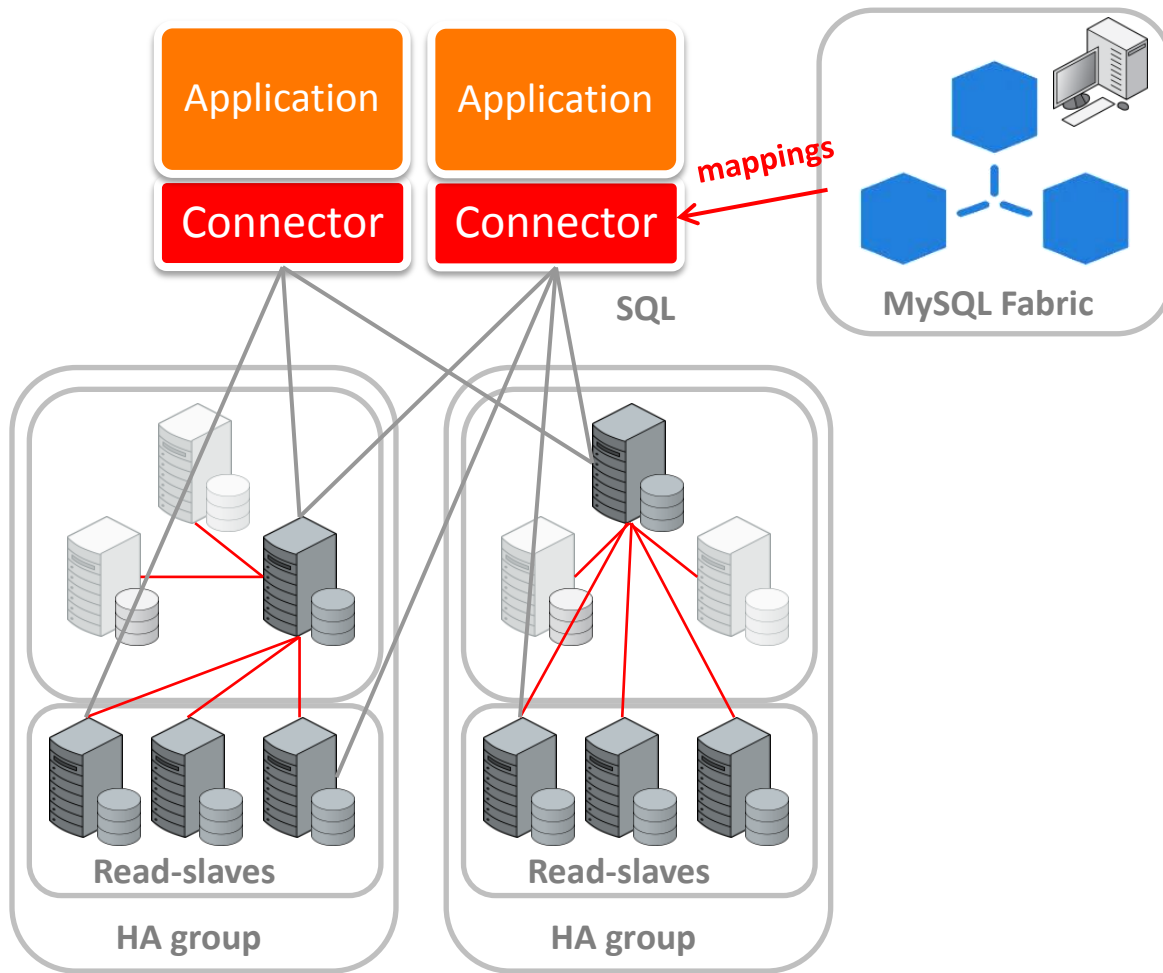 Application
Application
mappings
Connector
Connector
MySQL Fabric
SQL
Read-slaves
Read-slaves
HA group
HA group